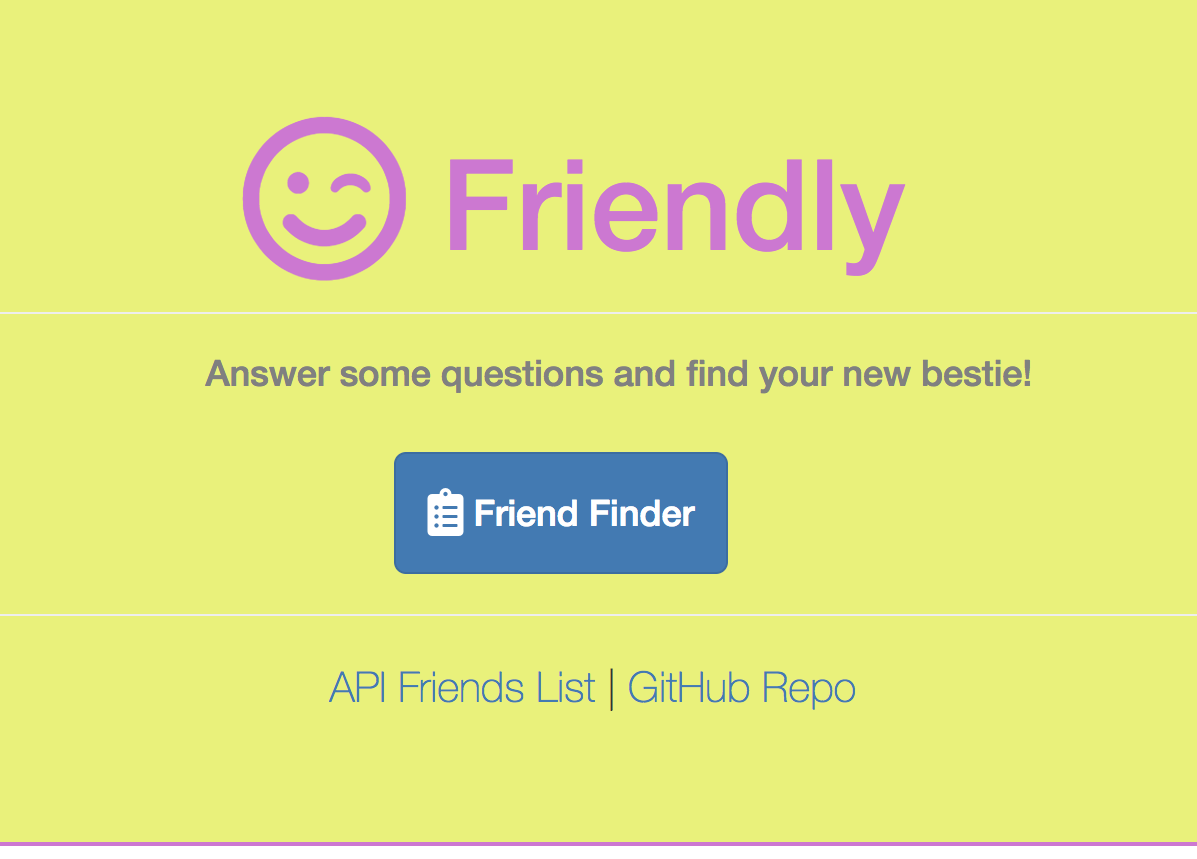 Friendly
Answer some questions and find your new bestie!
Friend Finder
API Friends List | GitHub Repo